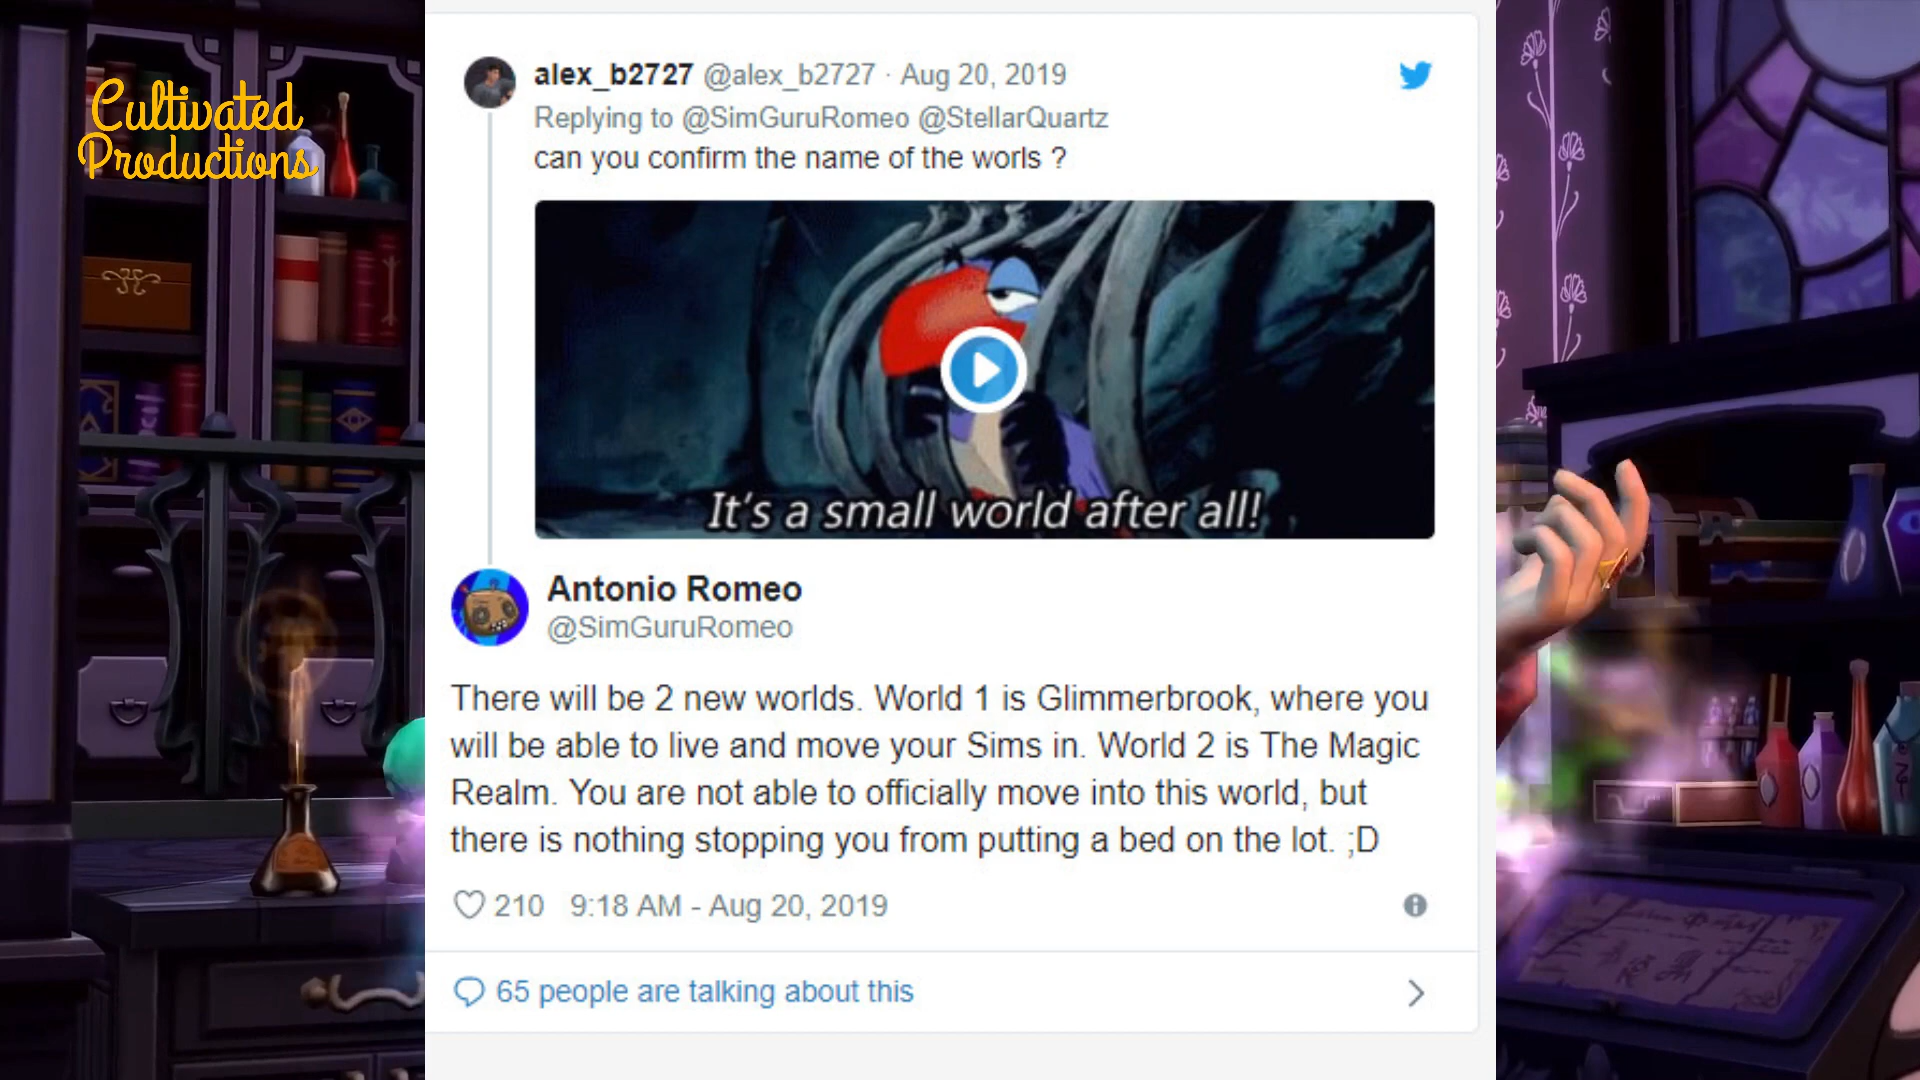 Cultivated
Productions
alex_b2727 @alex_b2727 · Aug 20, 2019
Replying to @SimGuruRomeo @StellarQuartz
can you confirm the name of the worls ?
It's a small world after all!
Antonio Romeo
@SimGuruRomeo
There will be 2 new worlds. World 1 is Glimmerbrook, where you
will be able to live and move your Sims in. World 2 is The Magic
Realm. You are not able to officially move into this world, but
there is nothing stopping you from putting a bed on the lot. ;D
210 9:18 AM - Aug 20, 2019
65 people are talking about this